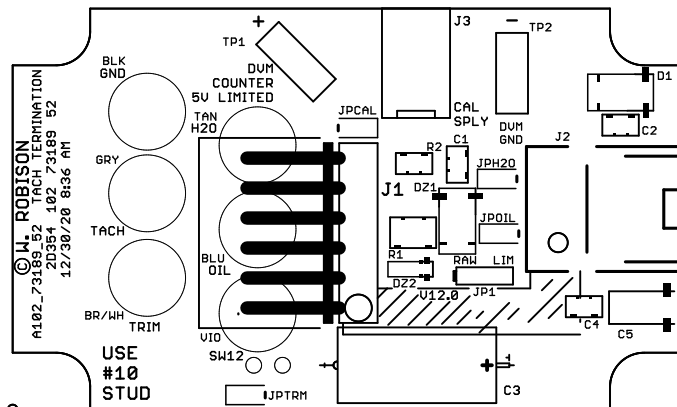 +
TP1
J3
−
TP2
BLK
GND
DVM
COUNTER
5V LIMITED
TAN
H2O
JPCAL
CAL
SPLY
DVM
GND
D1
C2
J2
© W. ROBISON
A102_73189_52 TACH TERMINATION
2D354 102 73189 52
12/30/20 8:36 AM
GRY
TACH
J1
R2
C1
JPH2O
DZ1
JPOIL
R1
DZ2
RAW LIM
JP1
V12.0
BLU
OIL
BR/WH
TRIM
VIO
SW12
C4
C5
USE
#10
STUD
JPTRM
+
C3